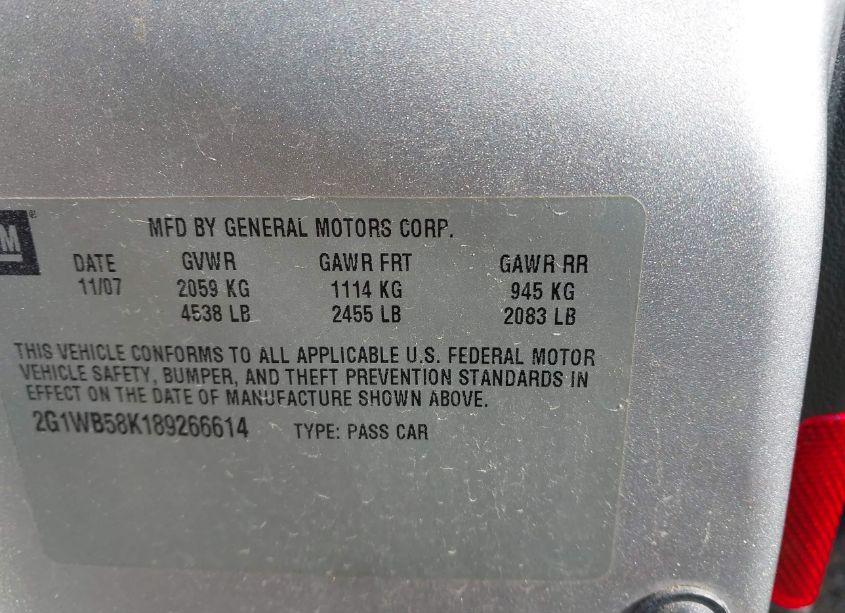 M®
MFD BY GENERAL MOTORS CORP.
DATE GVWR GAWR FRT GAWR RR
11/07 2059 KG 1114 KG 945 KG
4538 LB 2455 LB 2083 LB
THIS VEHICLE CONFORMS TO ALL APPLICABLE U.S. FEDERAL MOTOR
VEHICLE SAFETY, BUMPER, AND THEFT PREVENTION STANDARDS IN
EFFECT ON THE DATE OF MANUFACTURE SHOWN ABOVE.
2G1WB58K189266614 TYPE: PASS CAR